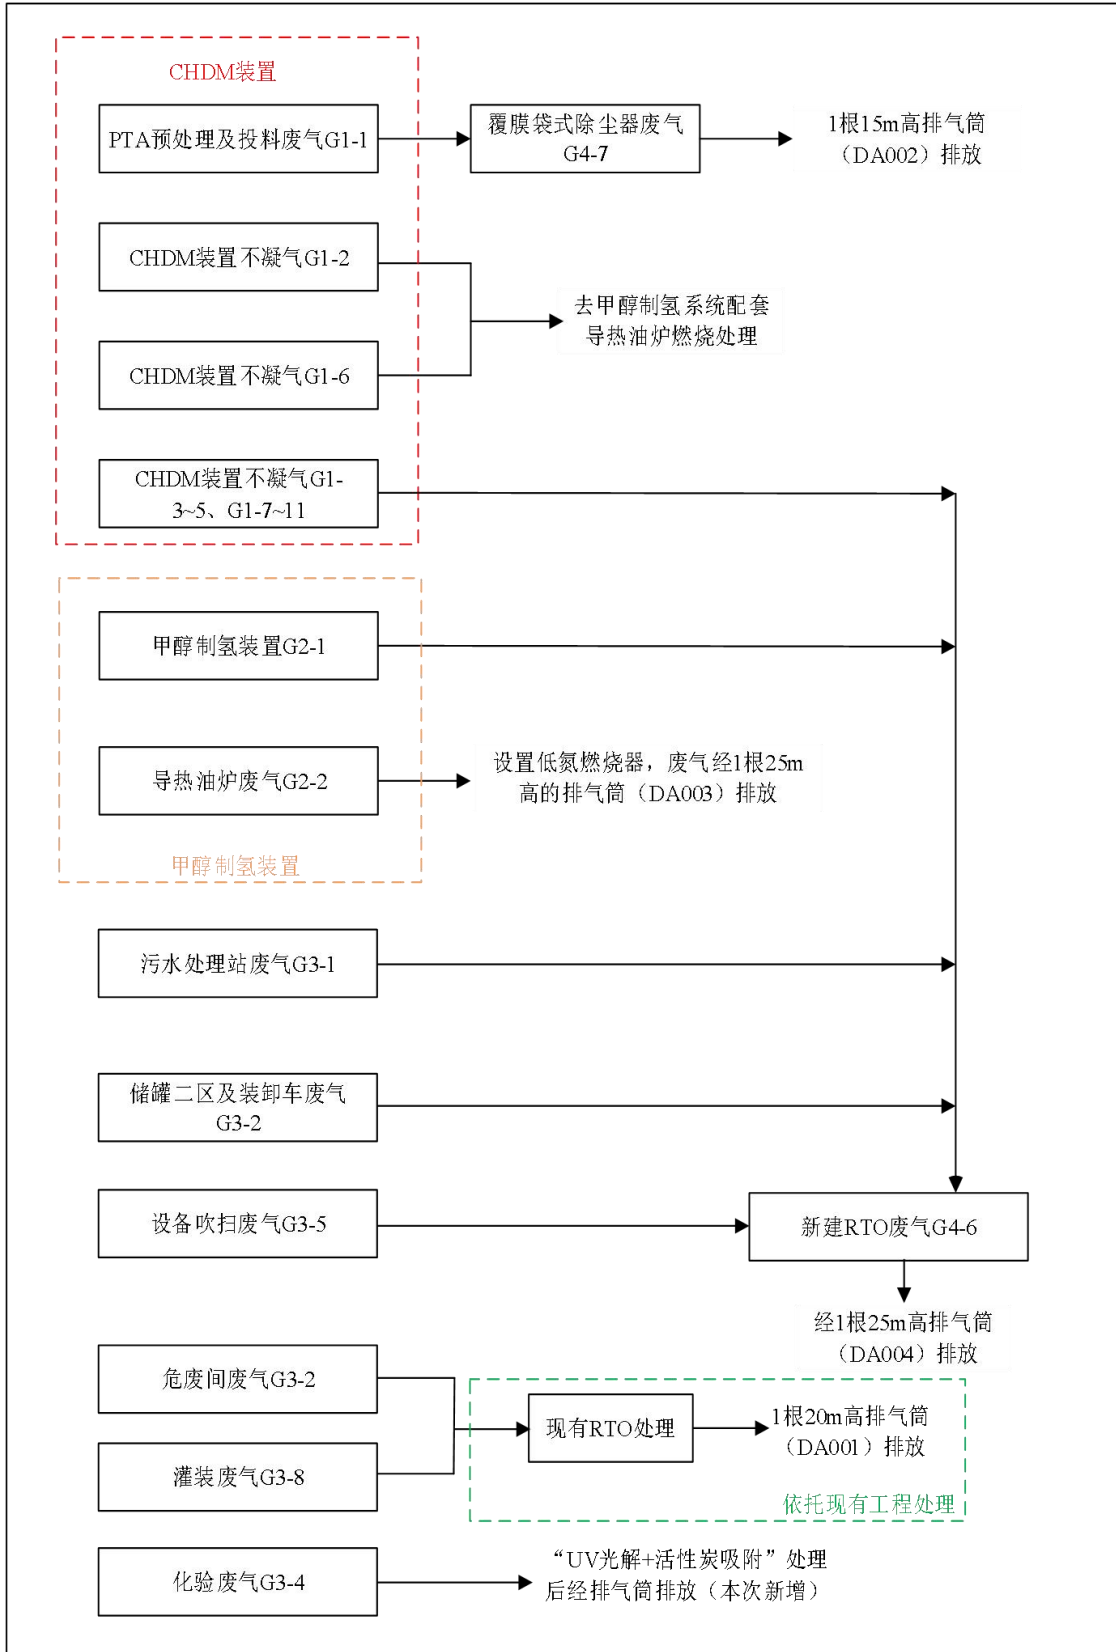 CHDM装置
PTA预处理及投料废气G1-1
覆膜袋式除尘器废气
G4-7
1根15m高排气筒
（DA002）排放
CHDM装置不凝气G1-2
去甲醇制氢系统配套
导热油炉燃烧处理
CHDM装置不凝气G1-6
CHDM装置不凝气G1-
3~5、G1-7~11
甲醇制氢装置G2-1
导热油炉废气G2-2
设置低氮燃烧器，废气经1根25m
高的排气筒（DA003）排放
甲醇制氢装置
污水处理站废气G3-1
储罐二区及装卸车废气
G3-2
设备吹扫废气G3-5
新建RTO废气G4-6
经1根25m高排气筒
（DA004）排放
危废间废气G3-2
现有RTO处理
1根20m高排气筒
（DA001）排放
灌装废气G3-8
依托现有工程处理
化验废气G3-4
“UV光解+活性炭吸附”处理
后经排气筒排放（本次新增）